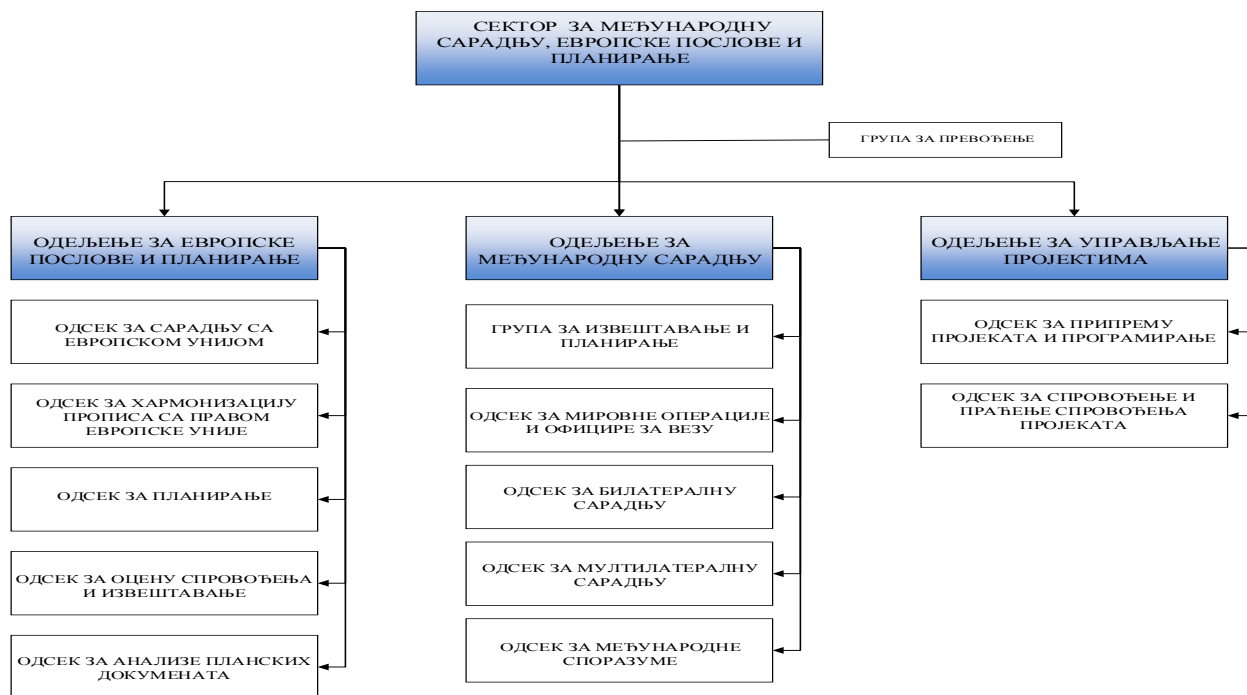 СЕКТОР ЗА МЕЂУНАРОДНУ
САРАДЊУ, ЕВРОПСКЕ ПОСЛОВЕ И
ПЛАНИРАЊЕ
ГРУПА ЗА ПРЕВОЂЕЊЕ
ОДЕЉЕЊЕ ЗА ЕВРОПСКЕ
ПОСЛОВЕ И ПЛАНИРАЊЕ
ОДСЕК ЗА САРАДЊУ СА
ЕВРОПСКОМ УНИЈОМ
ОДСЕК ЗА ХАРМОНИЗАЦИЈУ
ПРОПИСА СА ПРАВОМ
ЕВРОПСКЕ УНИЈЕ
ОДСЕК ЗА ПЛАНИРАЊЕ
ОДСЕК ЗА ОЦЕНУ СПРОВОЂЕЊА
И ИЗВЕШТАВАЊЕ
ОДСЕК ЗА АНАЛИЗЕ ПЛАНСКИХ
ДОКУМЕНАТА
ОДЕЉЕЊЕ ЗА
МЕЂУНАРОДНУ САРАДЊУ
ГРУПА ЗА ИЗВЕШТАВАЊЕ И
ПЛАНИРАЊЕ
ОДСЕК ЗА МИРОВНЕ ОПЕРАЦИЈЕ
И ОФИЦИРЕ ЗА ВЕЗУ
ОДСЕК ЗА БИЛАТЕРАЛНУ
САРАДЊУ
ОДСЕК ЗА МУЛТИЛАТЕРАЛНУ
САРАДЊУ
ОДСЕК ЗА МЕЂУНАРОДНЕ
СПОРАЗУМЕ
ОДЕЉЕЊЕ ЗА УПРАВЉАЊЕ
ПРОЈЕКТИМА
ОДСЕК ЗА ПРИПРЕМУ
ПРОЈЕКАТА И ПРОГРАМИРАЊЕ
ОДСЕК ЗА СПРОВОЂЕЊЕ И
ПРАЋЕЊЕ СПРОВОЂЕЊА
ПРОЈЕКАТА